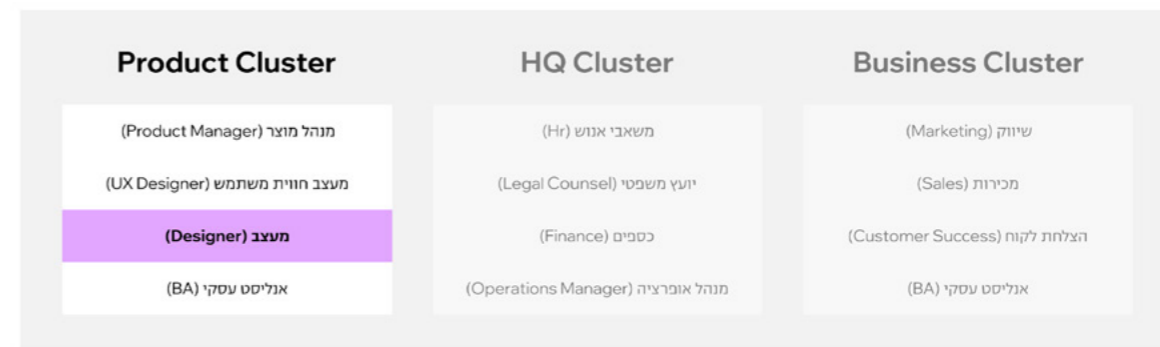 Product Cluster
מנהל מוצר (Product Manager)
מעצב חווית משתמש (UX Designer)
מעצב (Designer)
אנליסט עסקי (BA)
HQ Cluster
משאבי אנוש (Hr)
יועץ משפטי (Legal Counsel)
כספים (Finance)
מנהל אופרציה (Operations Manager)
Business Cluster
שיווק (Marketing)
מכירות (Sales)
הצלחת לקוח (Customer Success)
אנליסט עסקי (BA)